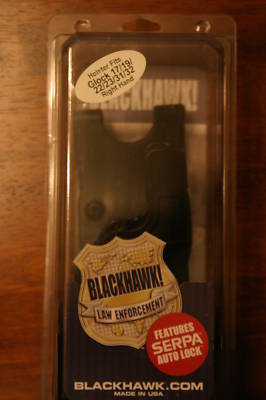 Holster Fits
Glock 17/19/
22/23/31/32
Right Hand
BLACKHAWK!
BLACKHAWK!
LAW ENFORCEMENT
FEATURES
SERPA
AUTO LOCK
BLACKHAWK.COM
MADE IN USA